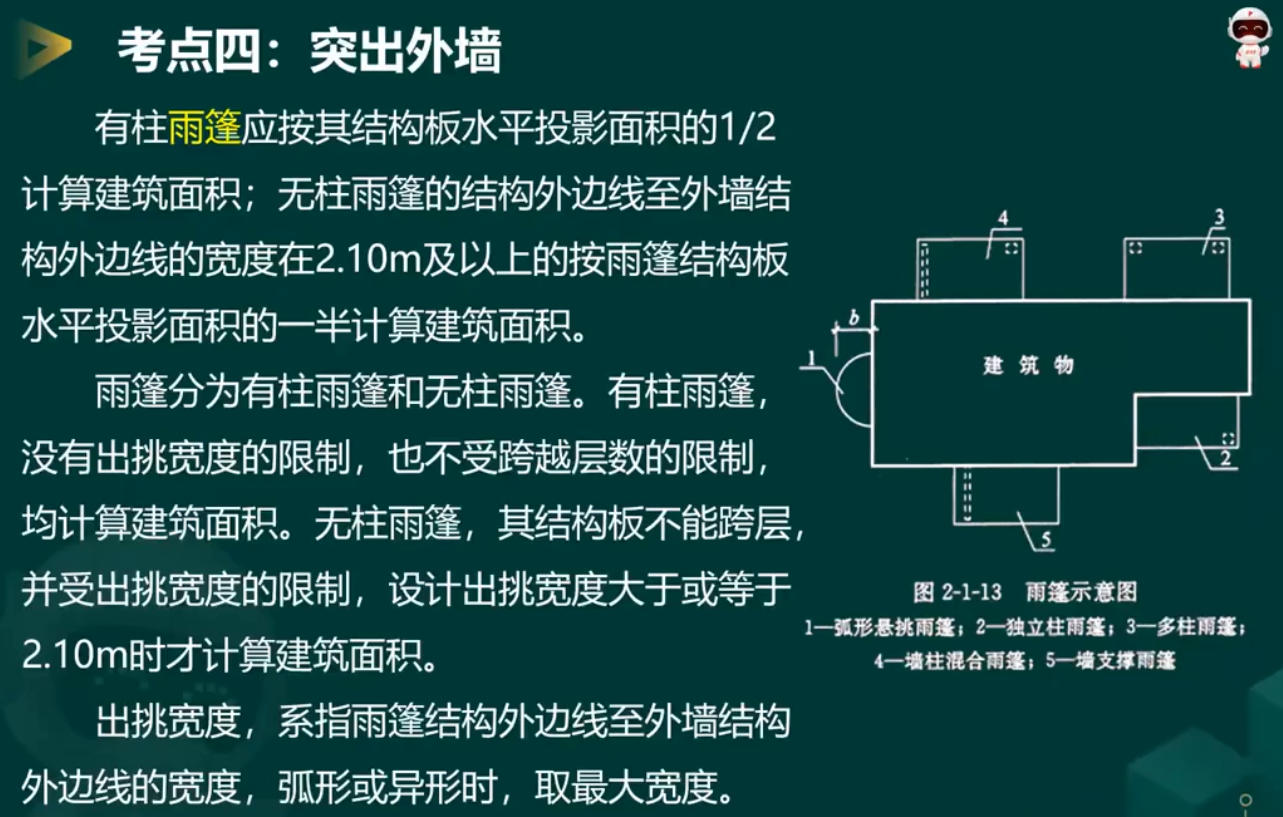 考点四：突出外墙
有柱雨篷应按其结构板水平投影面积的1/2
计算建筑面积；无柱雨篷的结构外边线至外墙结
构外边线的宽度在2.10m及以上的按雨篷结构板
水平投影面积的一半计算建筑面积。
雨篷分为有柱雨篷和无柱雨篷。有柱雨篷，
没有出挑宽度的限制，也不受跨越层数的限制，
均计算建筑面积。无柱雨篷，其结构板不能跨层，
并受出挑宽度的限制，设计出挑宽度大于或等于
2.10m时才计算建筑面积。
出挑宽度，系指雨篷结构外边线至外墙结构
外边线的宽度，弧形或异形时，取最大宽度。
4
3
b
1
建筑物
2
5
图 2-1-13 雨篷示意图
1—弧形悬挑雨篷；2—独立柱雨篷；3—多柱雨篷；
4—墙柱混合雨篷；5—墙支撑雨篷